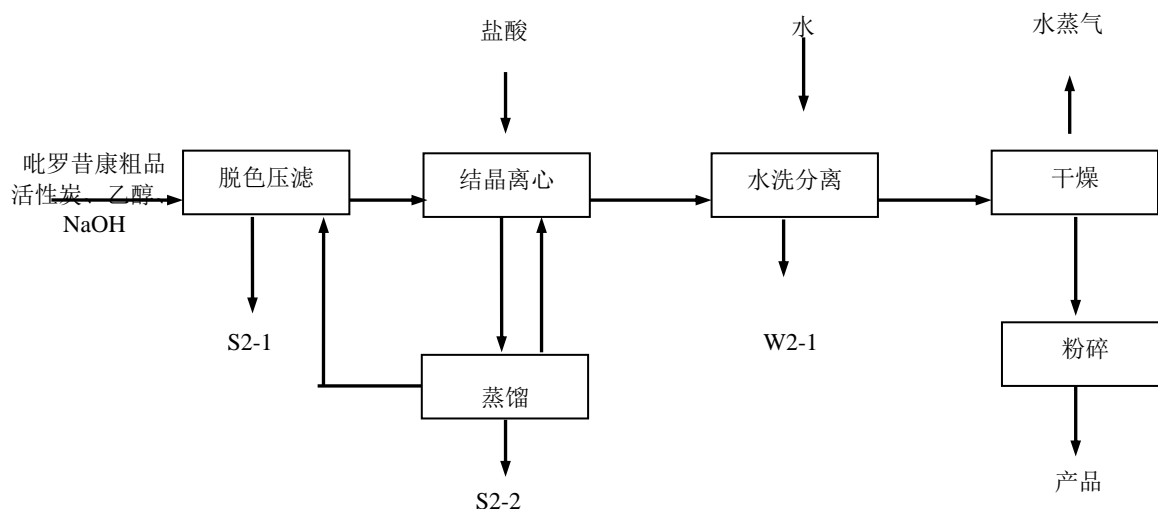 盐酸
水
水蒸气
吡罗昔康粗品
活性炭、乙醇、
NaOH
脱色压滤
结晶离心
水洗分离
干燥
S2-1
W2-1
粉碎
蒸馏
S2-2
产品